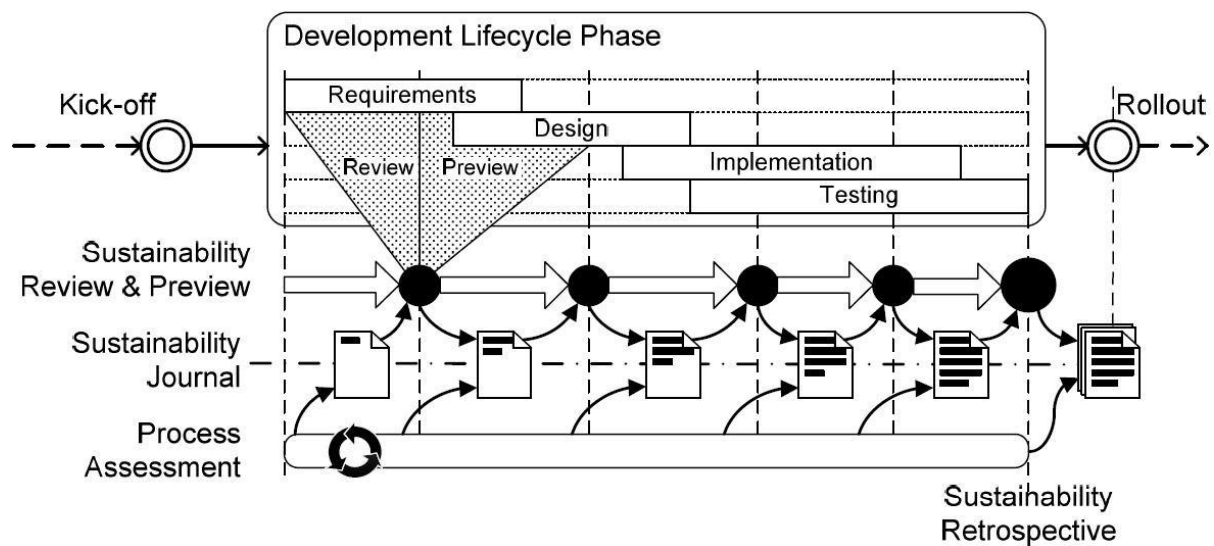 Development Lifecycle Phase
Kick-off
Rollout
Requirements
Design
Review
Preview
Implementation
Testing
Sustainability
Review & Preview
Sustainability
Journal
Process
Assessment
Sustainability
Retrospective